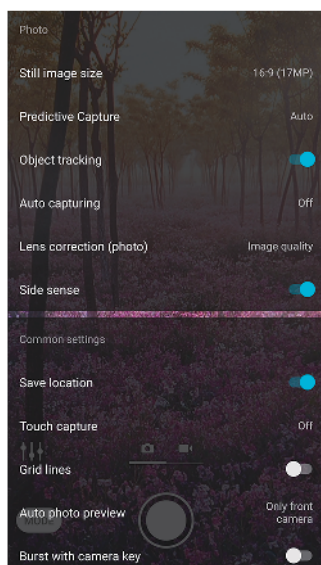 Photo
Still image size 16:9 (17MP)
Predictive Capture Auto
Object tracking
Auto capturing Off
Lens correction (photo) Image quality
Side sense
Common settings
Save location
Touch capture Off
Grid lines
Auto photo preview Only front camera
MODE
Burst with camera key